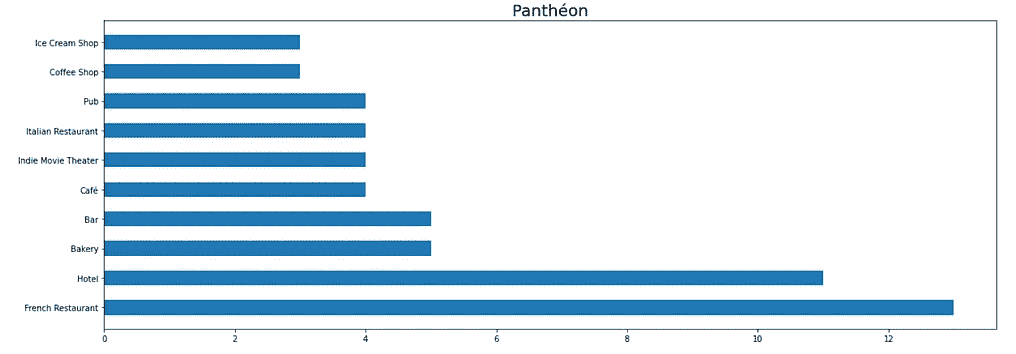 Panthéon
Ice Cream Shop
Coffee Shop
Pub
Italian Restaurant
Indie Movie Theater
Café
Bar
Bakery
Hotel
French Restaurant
0 2 4 6 8 10 12